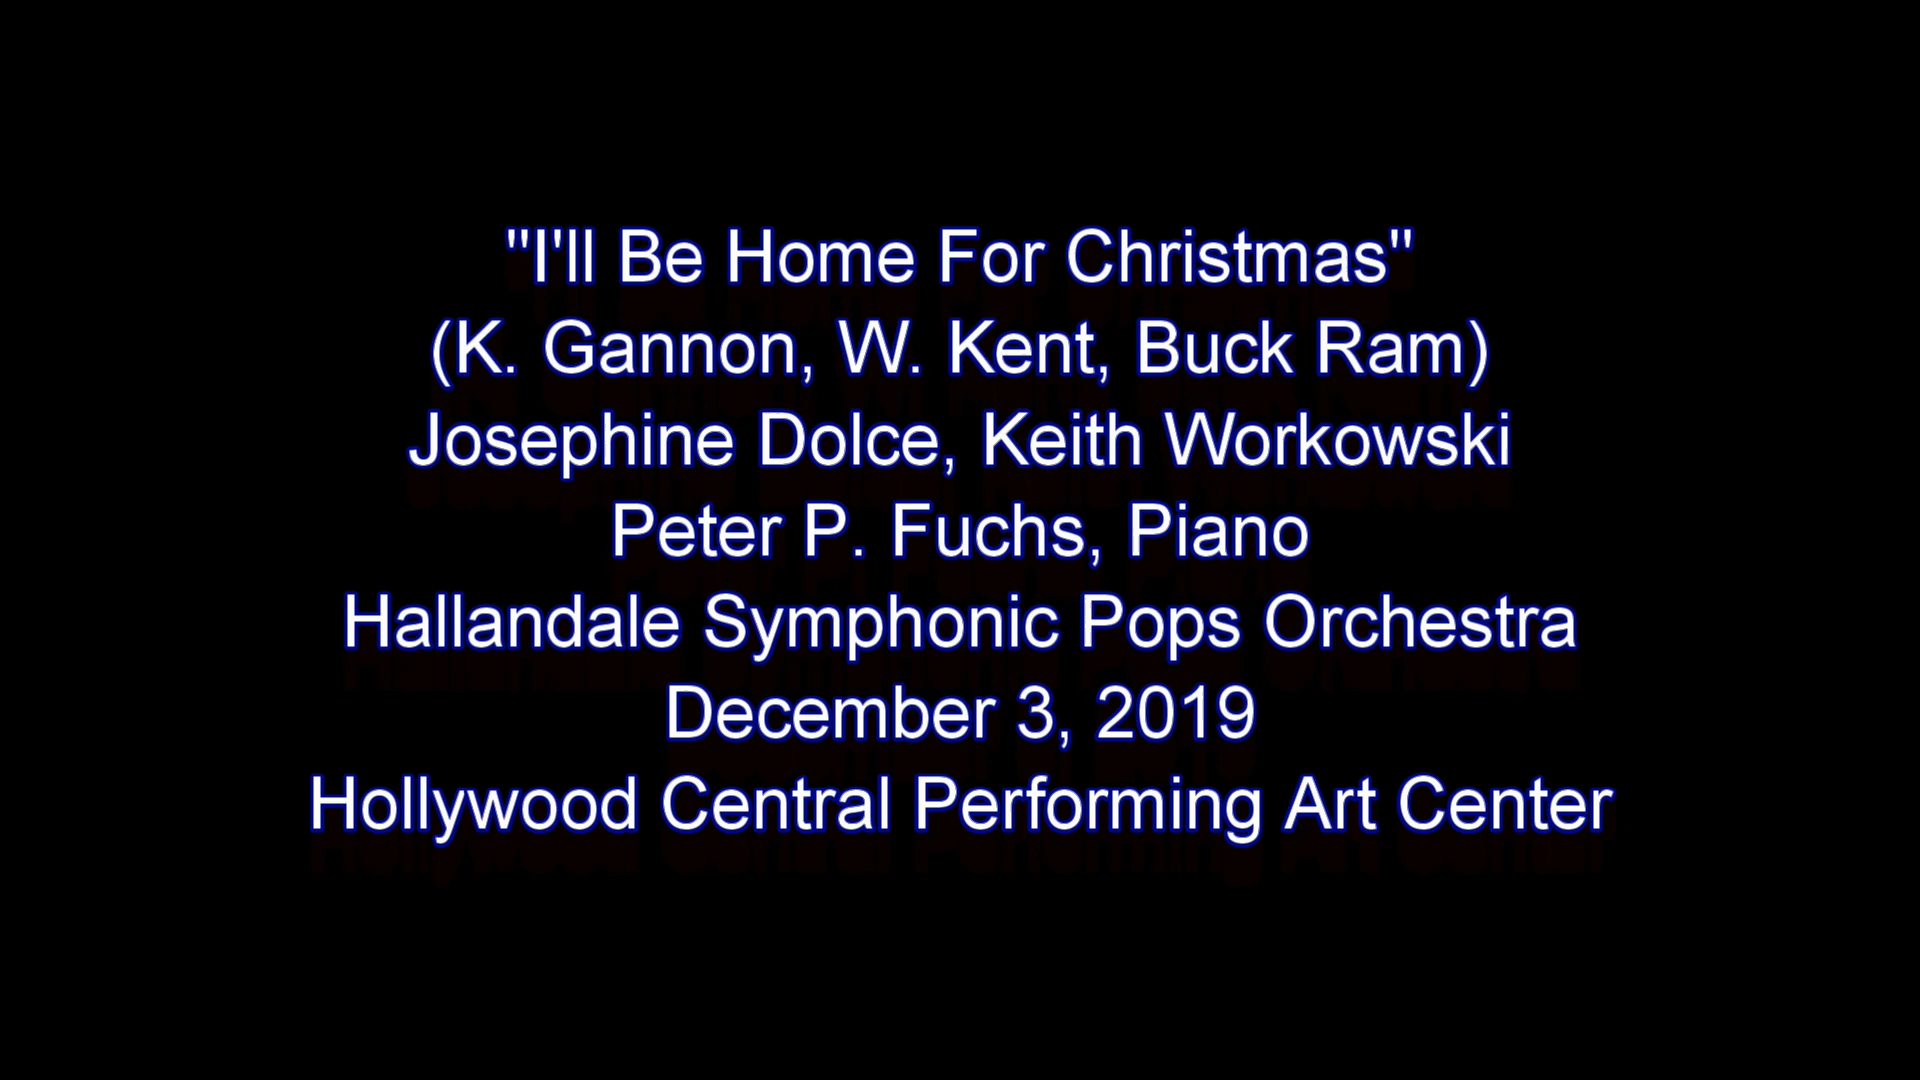 "I'll Be Home For Christmas"
(K. Gannon, W. Kent, Buck Ram)
Josephine Dolce, Keith Workowski
Peter P. Fuchs, Piano
Hallandale Symphonic Pops Orchestra
December 3, 2019
Hollywood Central Performing Art Center